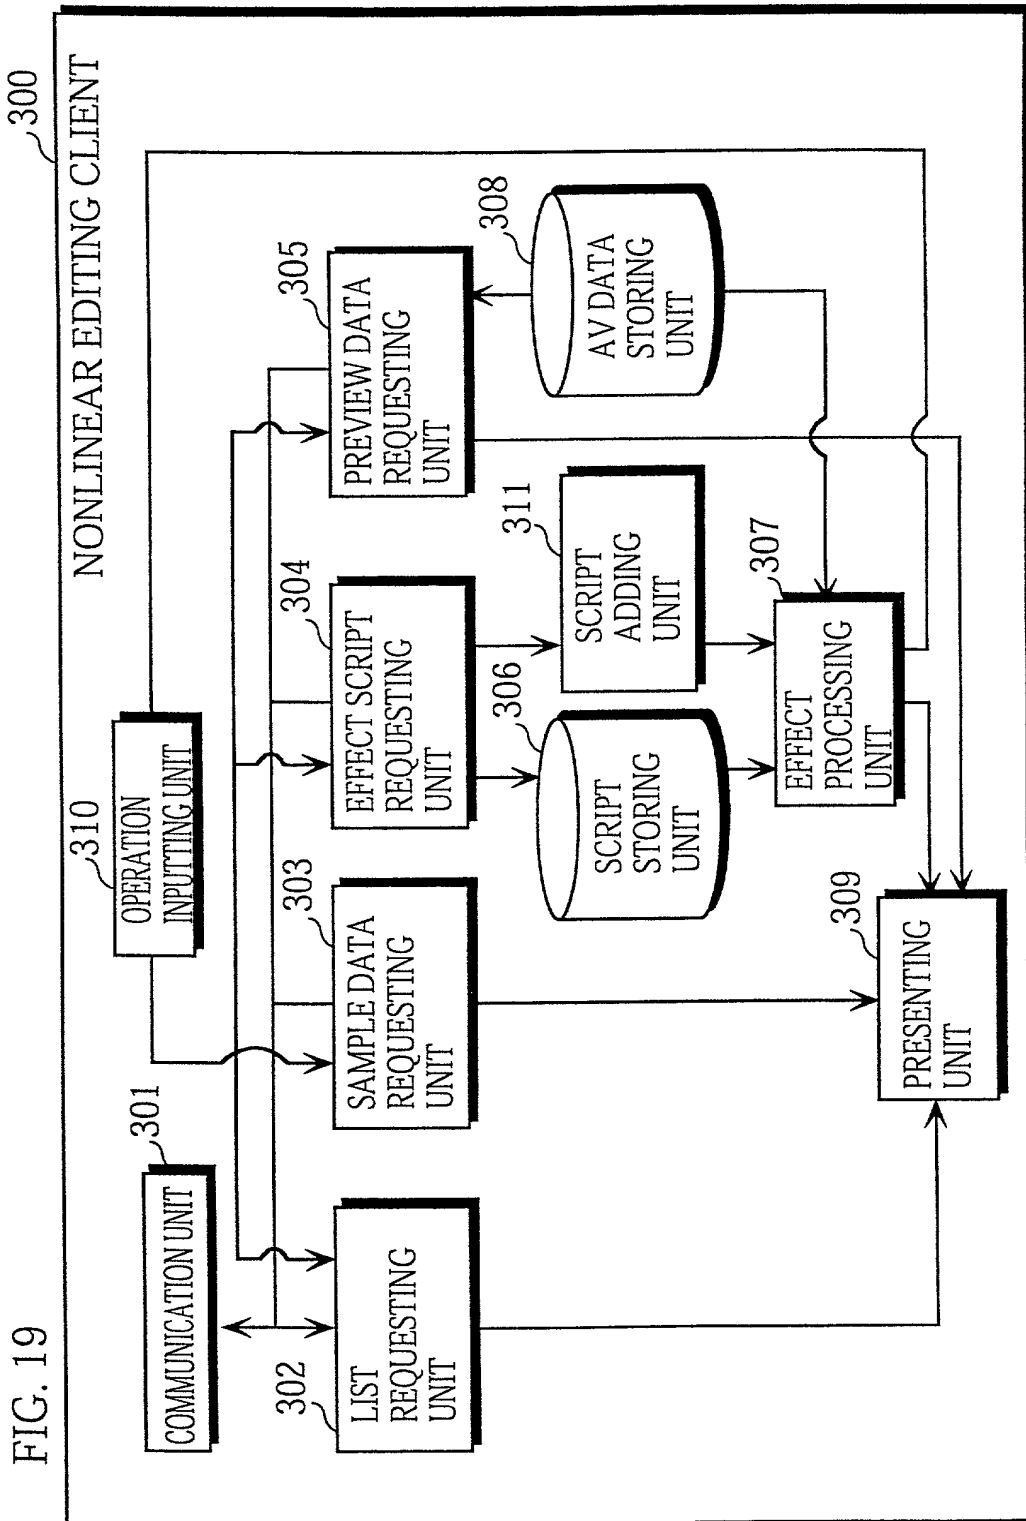 FIG. 19
300
NONLINEAR EDITING CLIENT
301
COMMUNICATION UNIT
310
OPERATION
INPUTTING UNIT
302
LIST
REQUESTING
UNIT
303
SAMPLE DATA
REQUESTING
UNIT
304
EFFECT SCRIPT
REQUESTING
UNIT
305
PREVIEW DATA
REQUESTING
UNIT
306
SCRIPT
STORING
UNIT
311
SCRIPT
ADDING
UNIT
308
AV DATA
STORING
UNIT
307
EFFECT
PROCESSING
UNIT
309
PRESENTING
UNIT